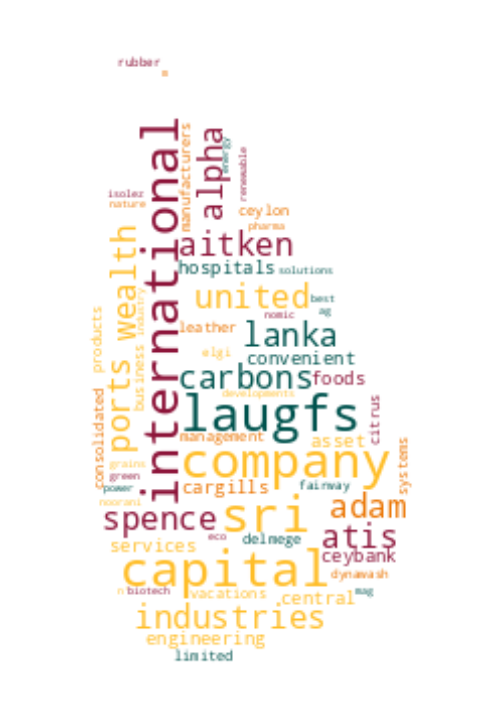 rubber
e
international
manufacturers
alpha
energy
renewable
isolez
nature
ceylon
pharma
aitken
hospitals
solutions
wealth
ports
business
industry
products
united
best
ag
nomic
leather
lanka
elgi
convenient
carbons
foods
developments
laugfs
citrus
consolidated
management
asset
company
systems
grains
green
power
noorani
cargills
fairway
adam
spence
sri
atis
eco
delmege
services
ceybank
capital
dynawash
n
biotech
vacations
central
mag
industries
engineering
limited